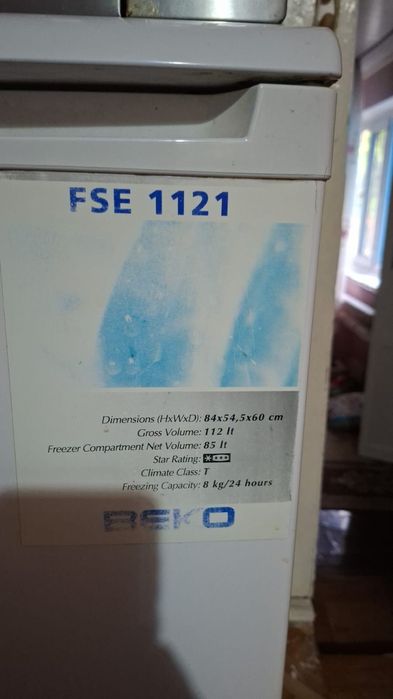 FSE 1121
Dimensions (HxWxD): 84x54,5x60 cm
Gross Volume: 112 lt
Freezer Compartment Net Volume: 85 lt
Star Rating:
Climate Class: T
Freezing Capacity: 8 kg/24 hours
BEKO